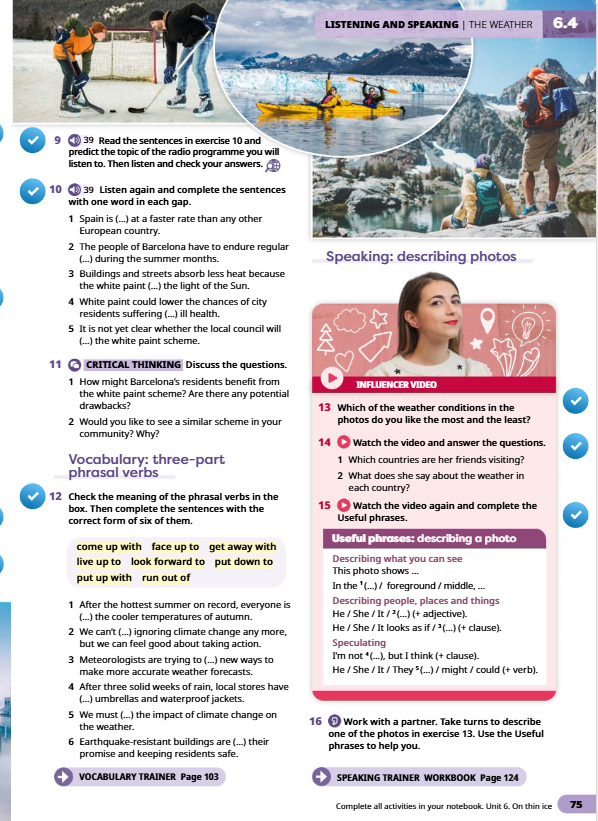 LISTENING AND SPEAKING | THE WEATHER 6.4
9 39 Read the sentences in exercise 10 and
predict the topic of the radio programme you will
listen to. Then listen and check your answers.
10 39 Listen again and complete the sentences
with one word in each gap.
1 Spain is (...) at a faster rate than any other
European country.
2 The people of Barcelona have to endure regular
(...) during the summer months.
3 Buildings and streets absorb less heat because
the white paint (...) the light of the Sun.
4 White paint could lower the chances of city
residents suffering (...) ill health.
5 It is not yet clear whether the local council will
(...) the white paint scheme.
11 CRITICAL THINKING Discuss the questions.
1 How might Barcelona's residents benefit from
the white paint scheme? Are there any potential
drawbacks?
2 Would you like to see a similar scheme in your
community? Why?
Vocabulary: three-part
phrasal verbs
12 Check the meaning of the phrasal verbs in the
box. Then complete the sentences with the
correct form of six of them.
come up with face up to get away with
live up to look forward to put down to
put up with run out of
1 After the hottest summer on record, everyone is
(...) the cooler temperatures of autumn.
2 We can't (...) ignoring climate change any more,
but we can feel good about taking action.
3 Meteorologists are trying to (...) new ways to
make more accurate weather forecasts.
4 After three solid weeks of rain, local stores have
(...) umbrellas and waterproof jackets.
5 We must (...) the impact of climate change on
the weather.
6 Earthquake-resistant buildings are (...) their
promise and keeping residents safe.
VOCABULARY TRAINER Page 103
Speaking: describing photos
INFLUENCER VIDEO
13 Which of the weather conditions in the
photos do you like the most and the least?
14 Watch the video and answer the questions.
1 Which countries are her friends visiting?
2 What does she say about the weather in
each country?
15 Watch the video again and complete the
Useful phrases.
Useful phrases: describing a photo
Describing what you can see
This photo shows ...
In the ¹(...) / foreground / middle, ...
Describing people, places and things
He / She / It / ²(...) (+ adjective).
He / She / It looks as if / ³(...) (+ clause).
Speculating
I'm not ⁴(...), but I think (+ clause).
He / She / It / They ⁵(...) / might / could (+ verb).
16 Work with a partner. Take turns to describe
one of the photos in exercise 13. Use the Useful
phrases to help you.
SPEAKING TRAINER WORKBOOK Page 124
Complete all activities in your notebook. Unit 6. On thin ice 75